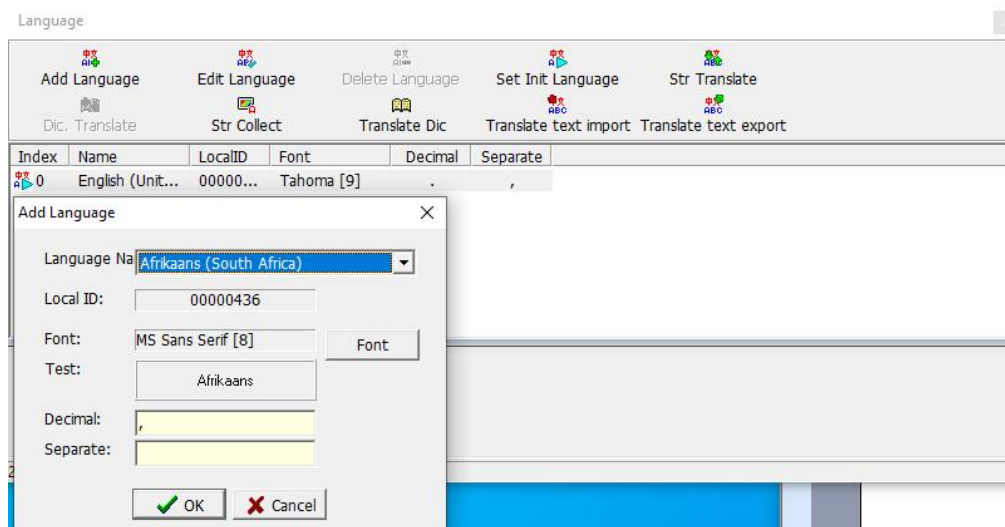 Language
Add Language Edit Language Delete Language Set Init Language Str Translate
Dic. Translate Str Collect Translate Dic Translate text import Translate text export
Index Name LocalID Font Decimal Separate
0 English (Unit... 00000... Tahoma [9] . ,
Add Language
Language Na Afrikaans (South Africa)
Local ID: 00000436
Font: MS Sans Serif [8] Font
Test: Afrikaans
Decimal: ,
Separate:
OK Cancel